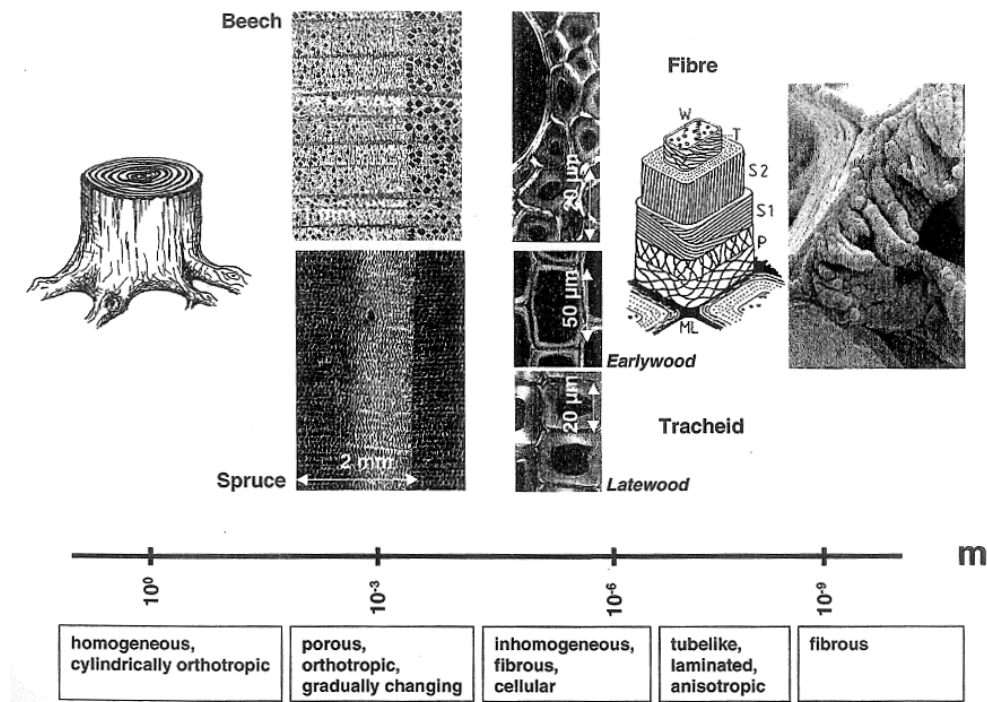 Beech
1 mm
20 µm
Fibre
W
T
S2
S1
P
ML
50 µm
Earlywood
20 µm
Tracheid
2 mm
Spruce
Latewood
m
10⁰
10⁻³
10⁻⁶
10⁻⁹
homogeneous,
cylindrically orthotropic
porous,
orthotropic,
gradually changing
inhomogeneous,
fibrous,
cellular
tubelike,
laminated,
anisotropic
fibrous